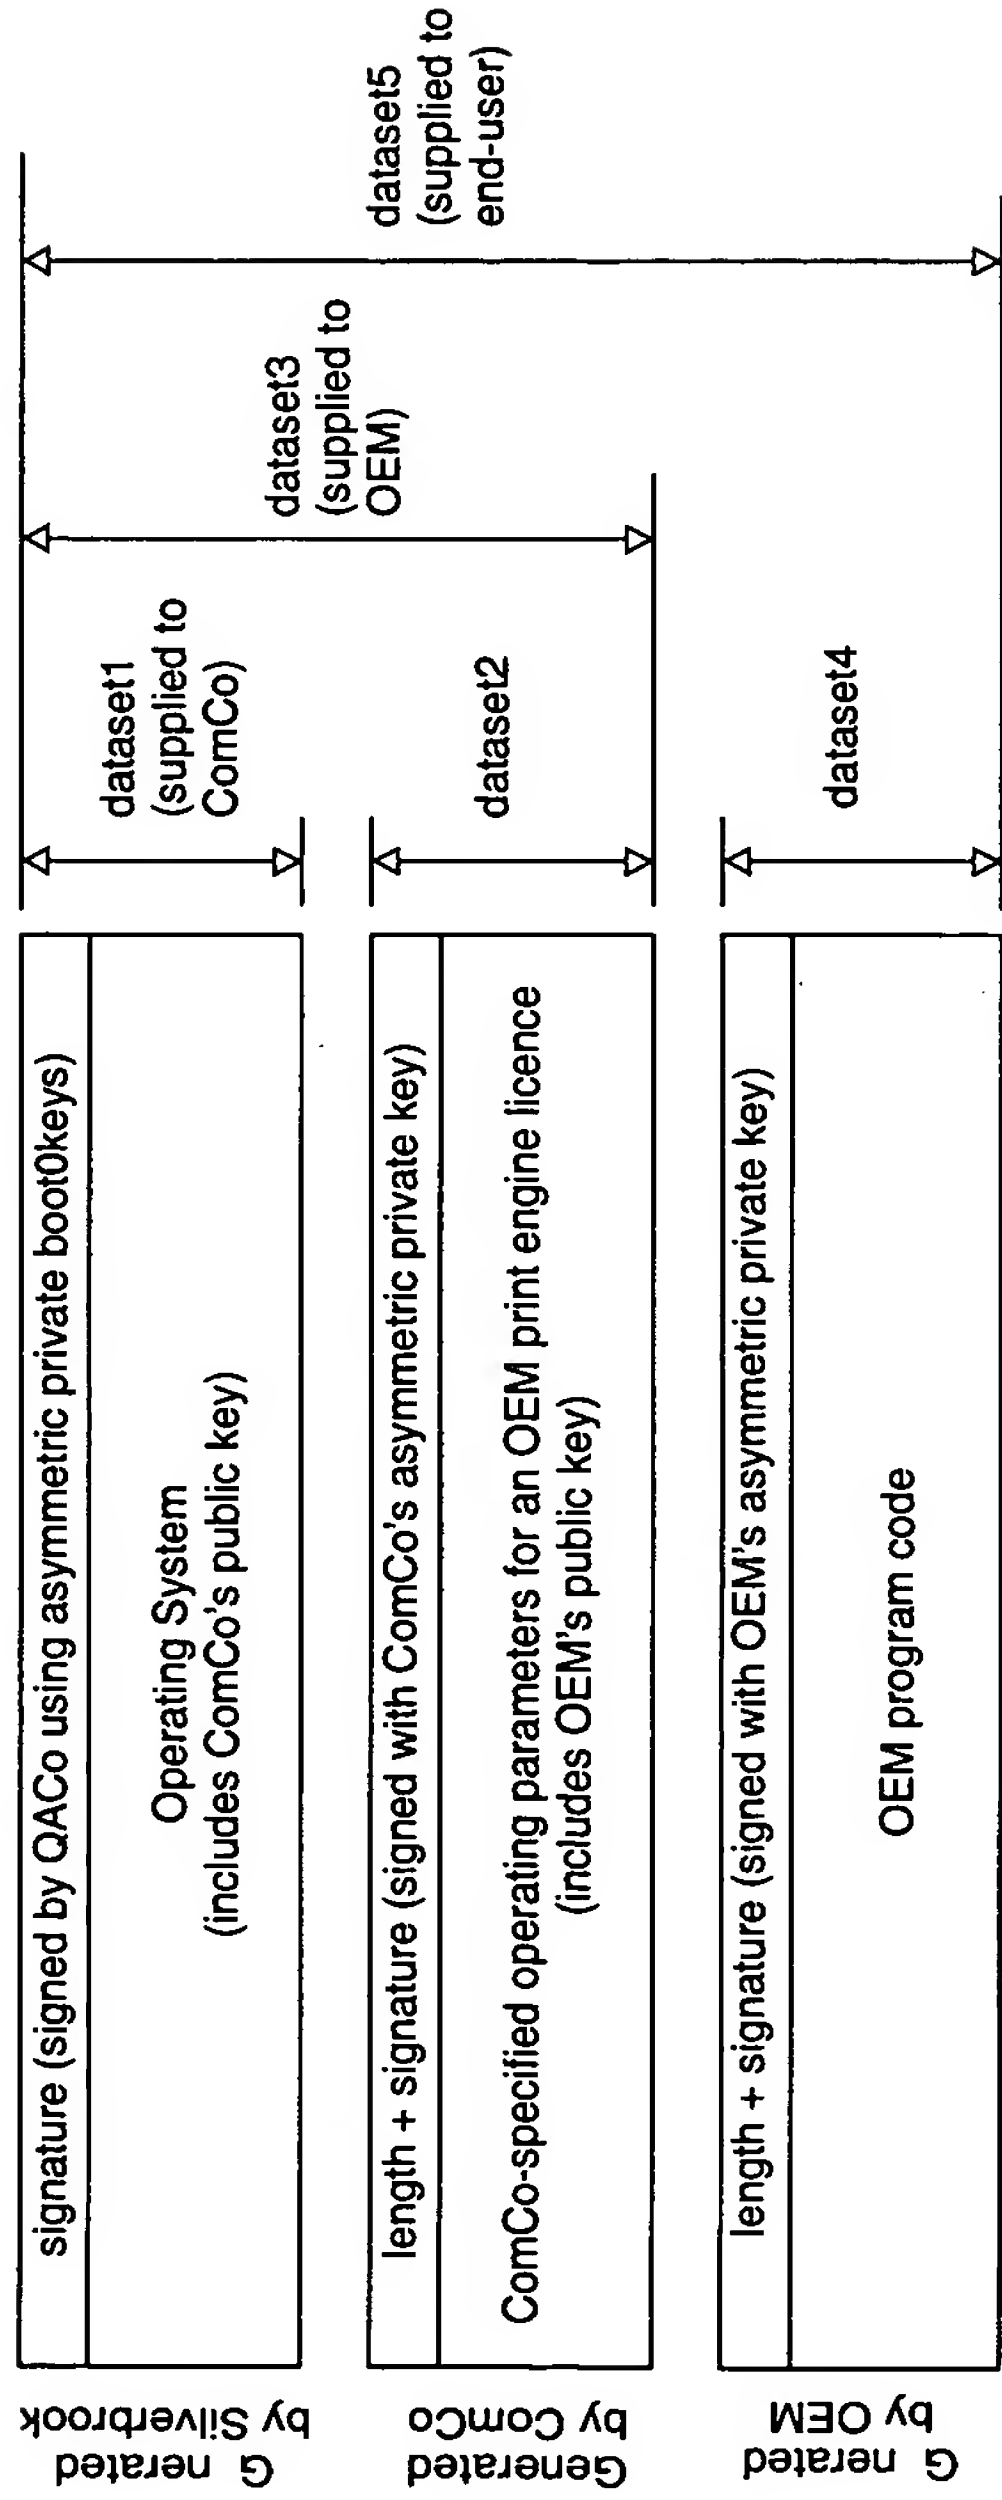 G nerated
by Silverbrook
signature (signed by QACo using asymmetric private boot0keys)
Operating System
(includes ComCo's public key)
dataset1
(supplied to
ComCo)
Generated
by ComCo
length + signature (signed with ComCo's asymmetric private key)
ComCo-specified operating parameters for an OEM print engine licence
(includes OEM's public key)
dataset2
dataset3
(supplied to
OEM)
G nerated
by OEM
length + signature (signed with OEM's asymmetric private key)
OEM program code
dataset4
dataset5
(supplied to
end-user)